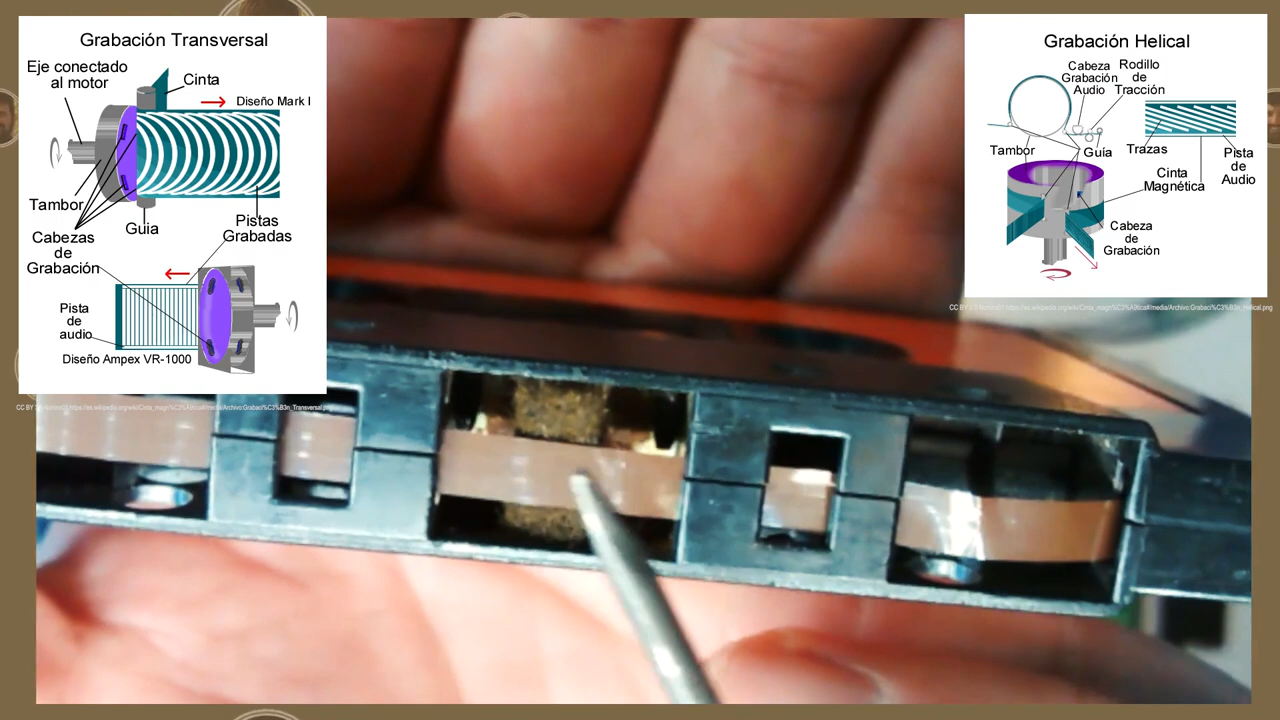 Grabación Transversal
Eje conectado
al motor
Cinta
Diseño Mark I
Tambor
Guia
Pistas
Grabadas
Cabezas
de
Grabación
Pista
de
audio
Diseño Ampex VR-1000
Grabación Helical
Cabeza
Grabación
Audio
Rodillo
de
Tracción
Tambor
Guía
Trazas
Pista
de
Audio
Cinta
Magnética
Cabeza
de
Grabación